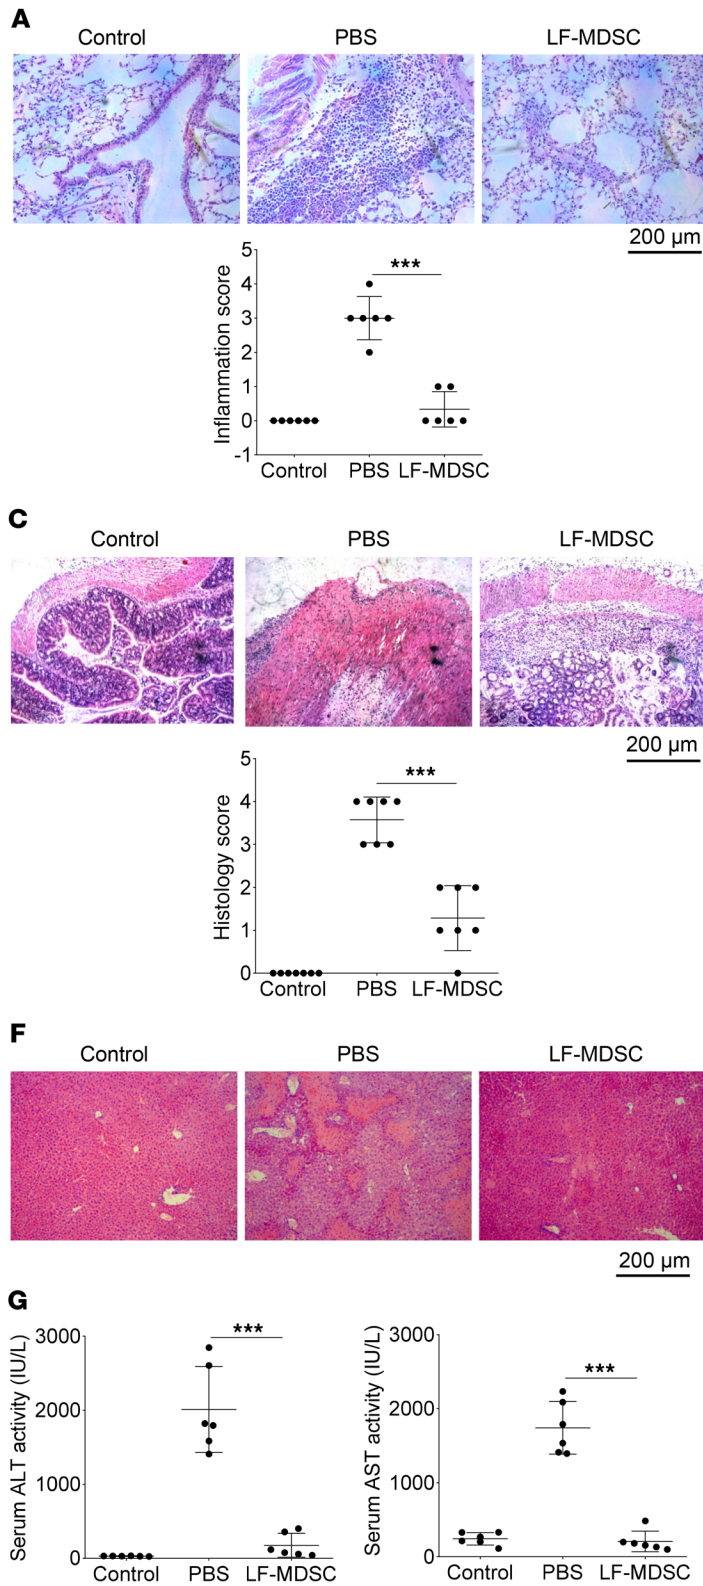 A
Control PBS LF-MDSC
200 µm
Inflammation score
5
4
3
2
1
0
-1
***
Control PBS LF-MDSC
C
Control PBS LF-MDSC
200 µm
Histology score
5
4
3
2
1
0
***
Control PBS LF-MDSC
F
Control PBS LF-MDSC
200 µm
G
Serum ALT activity (IU/L)
3000
2000
1000
0
***
Control PBS LF-MDSC
Serum AST activity (IU/L)
3000
2000
1000
0
***
Control PBS LF-MDSC